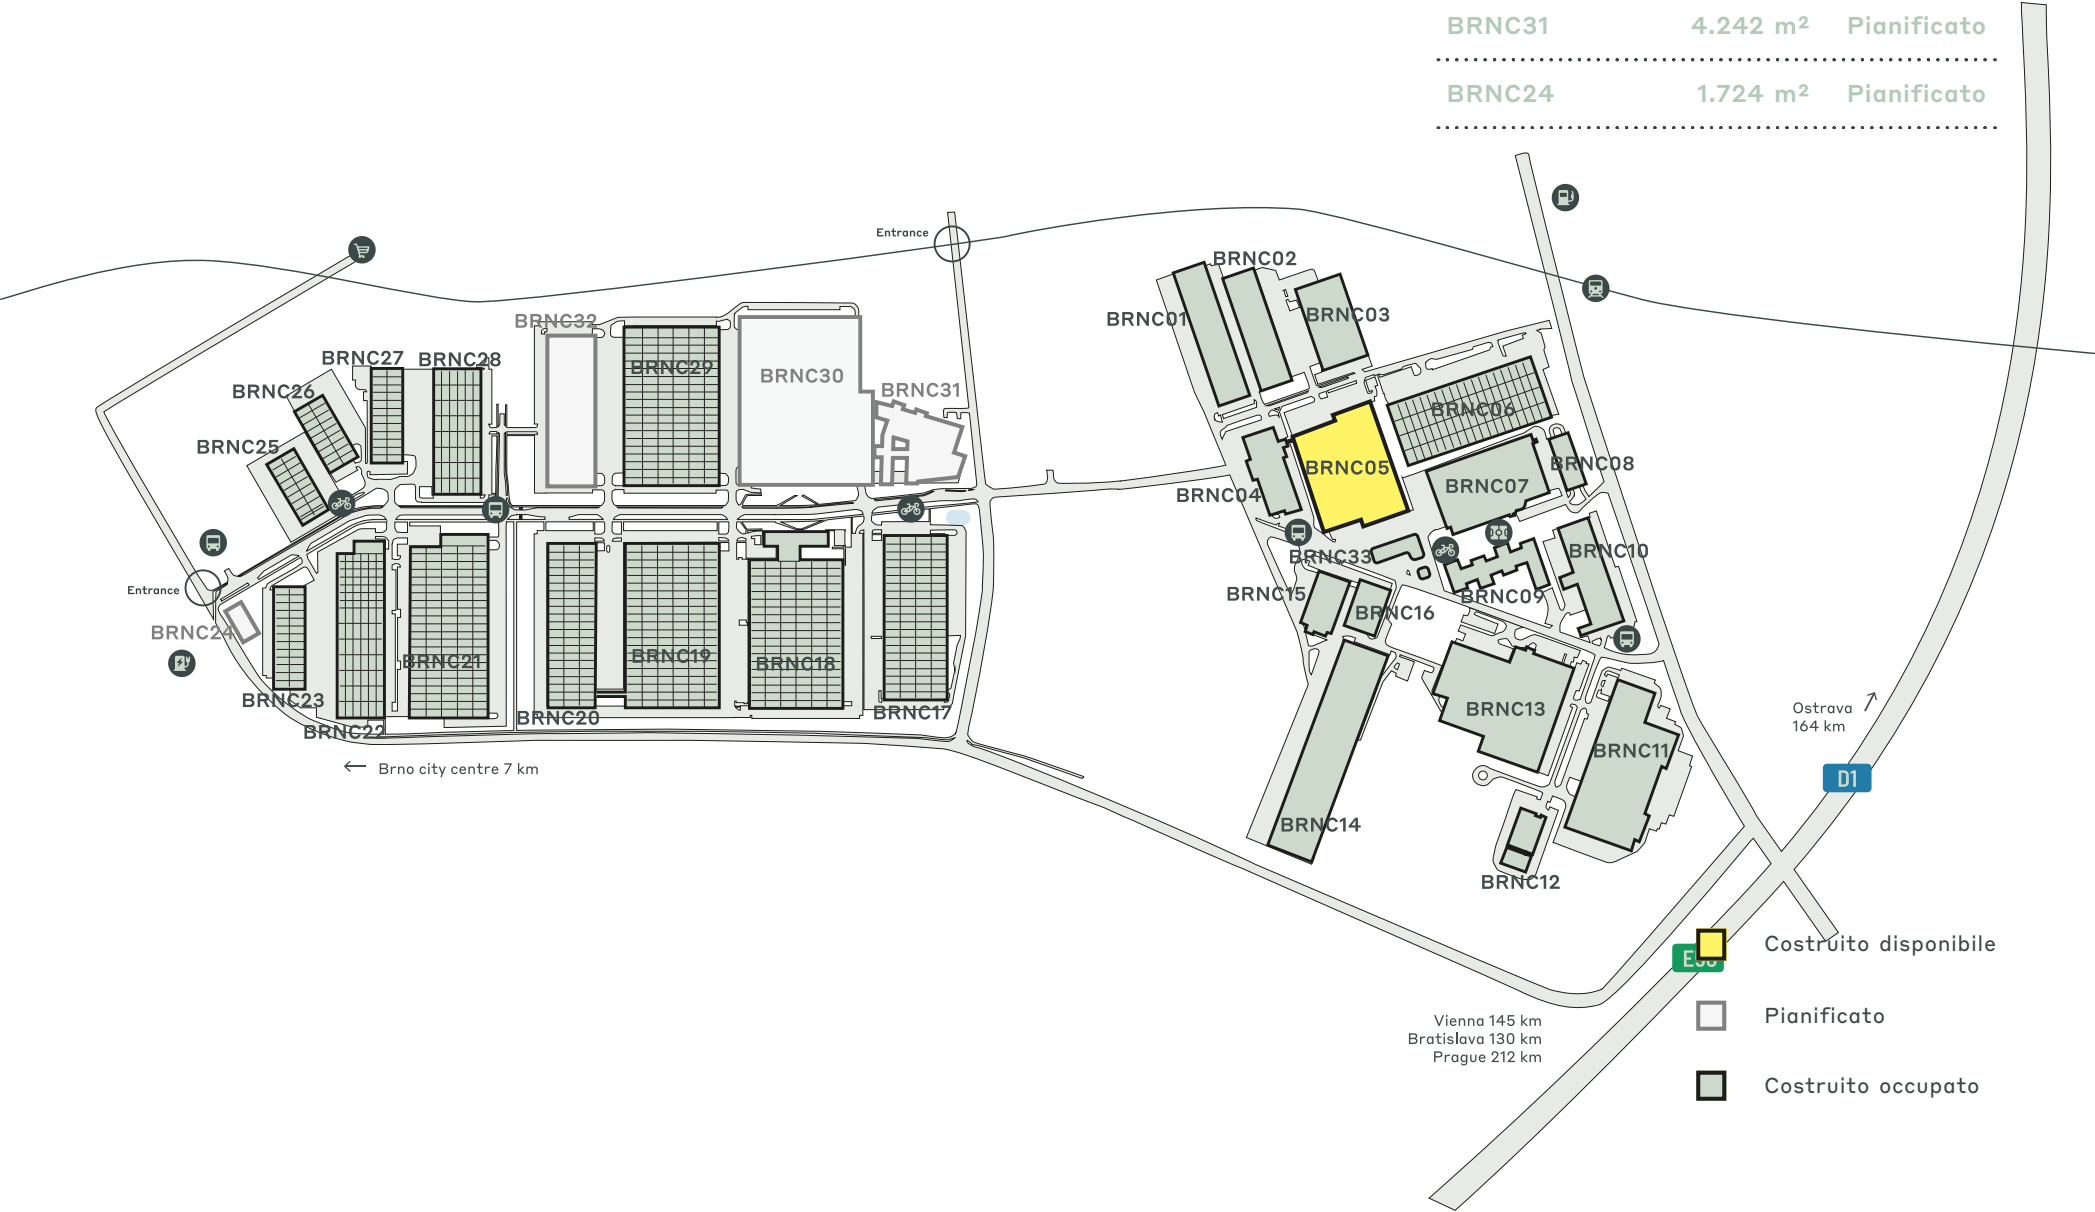 BRNC31 4.242 m² Pianificato
BRNC24 1.724 m² Pianificato
Entrance
BRNC02
BRNC01
BRNC03
BRNC32
BRNC27
BRNC28
BRNC29
BRNC30
BRNC31
BRNC26
BRNC25
BRNC06
BRNC05
BRNC08
BRNC07
BRNC04
BRNC33
BRNC10
BRNC09
BRNC15
BRNC16
Entrance
BRNC24
BRNC21
BRNC19
BRNC18
BRNC23
BRNC22
BRNC20
BRNC17
BRNC13
BRNC11
BRNC14
BRNC12
Ostrava
164 km
D1
Brno city centre 7 km
Costruito disponibile
Pianificato
Costruito occupato
Vienna 145 km
Bratislava 130 km
Prague 212 km